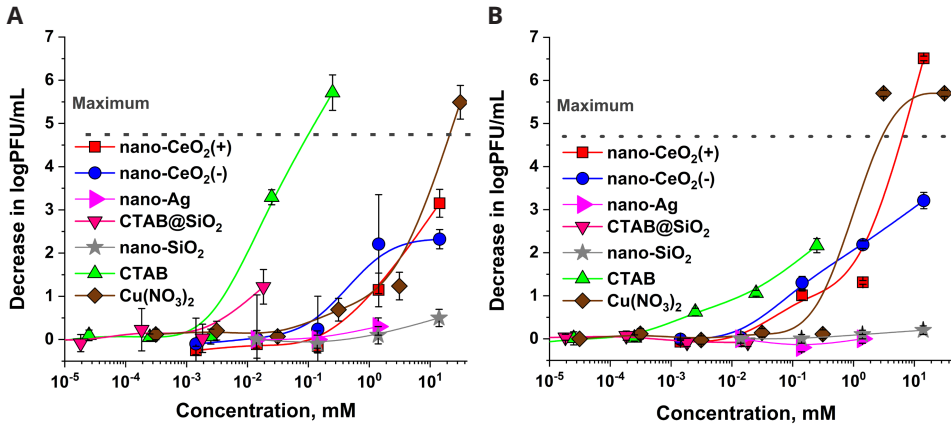 A
Decrease in logPFU/mL
7
6
5
4
3
2
1
0
Maximum
nano-CeO₂(+)
nano-CeO₂(-)
nano-Ag
CTAB@SiO₂
nano-SiO₂
CTAB
Cu(NO₃)₂
10⁻⁵ 10⁻⁴ 10⁻³ 10⁻² 10⁻¹ 10⁰ 10¹
Concentration, mM
B
Decrease in logPFU/mL
7
6
5
4
3
2
1
0
Maximum
nano-CeO₂(+)
nano-CeO₂(-)
nano-Ag
CTAB@SiO₂
nano-SiO₂
CTAB
Cu(NO₃)₂
10⁻⁵ 10⁻⁴ 10⁻³ 10⁻² 10⁻¹ 10⁰ 10¹
Concentration, mM